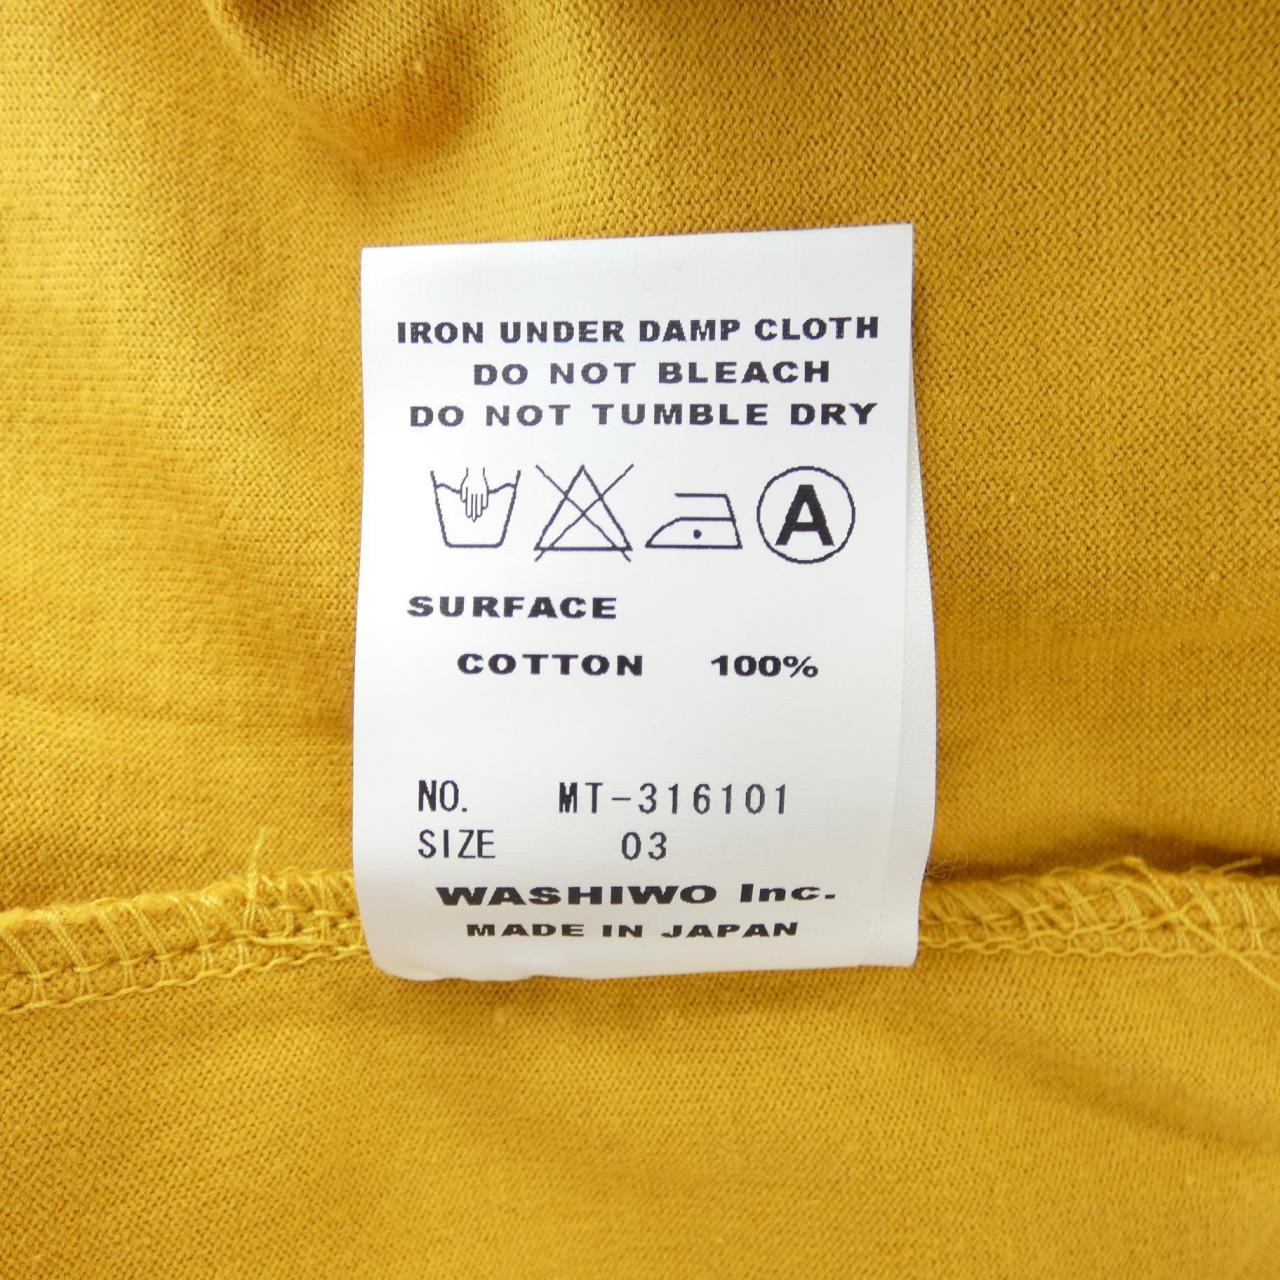 IRON UNDER DAMP CLOTH
DO NOT BLEACH
DO NOT TUMBLE DRY
A
SURFACE
COTTON 100%
NO. MT-316101
SIZE 03
WASHIWO Inc.
MADE IN JAPAN